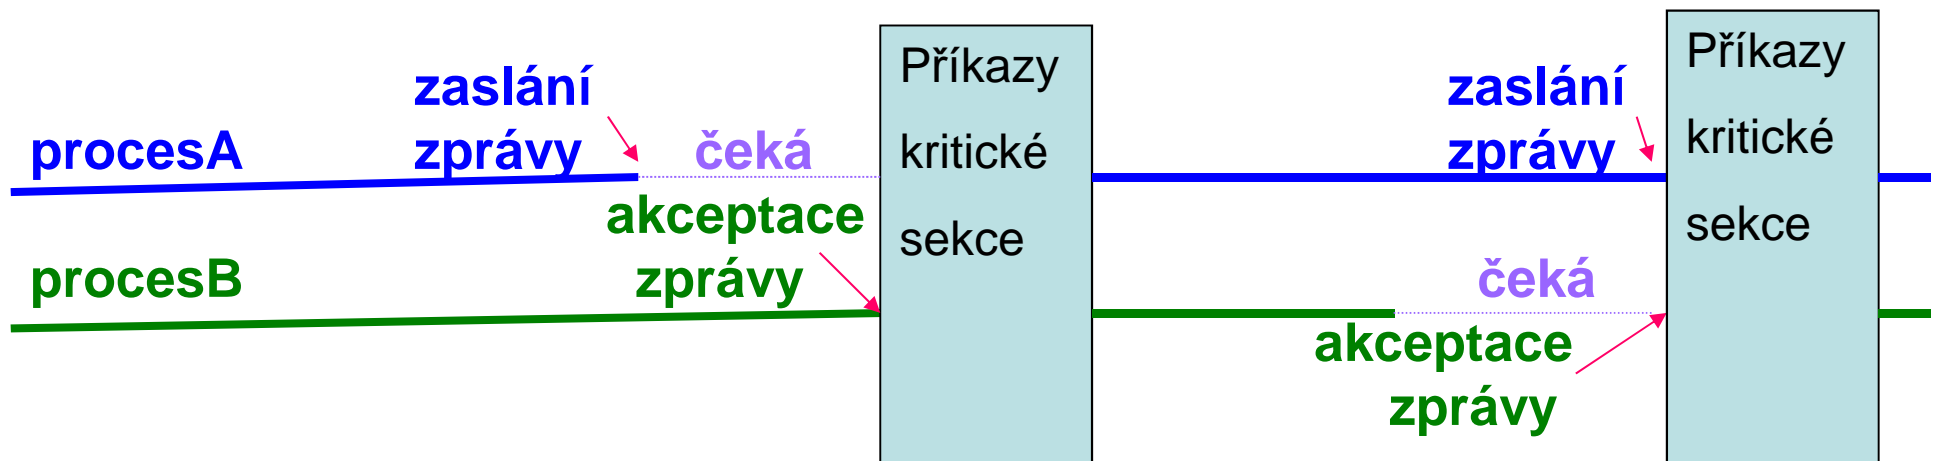 zaslání
zprávy
procesA
čeká
akceptace
zprávy
procesB
Příkazy
kritické
sekce
zaslání
zprávy
čeká
akceptace
zprávy
Příkazy
kritické
sekce